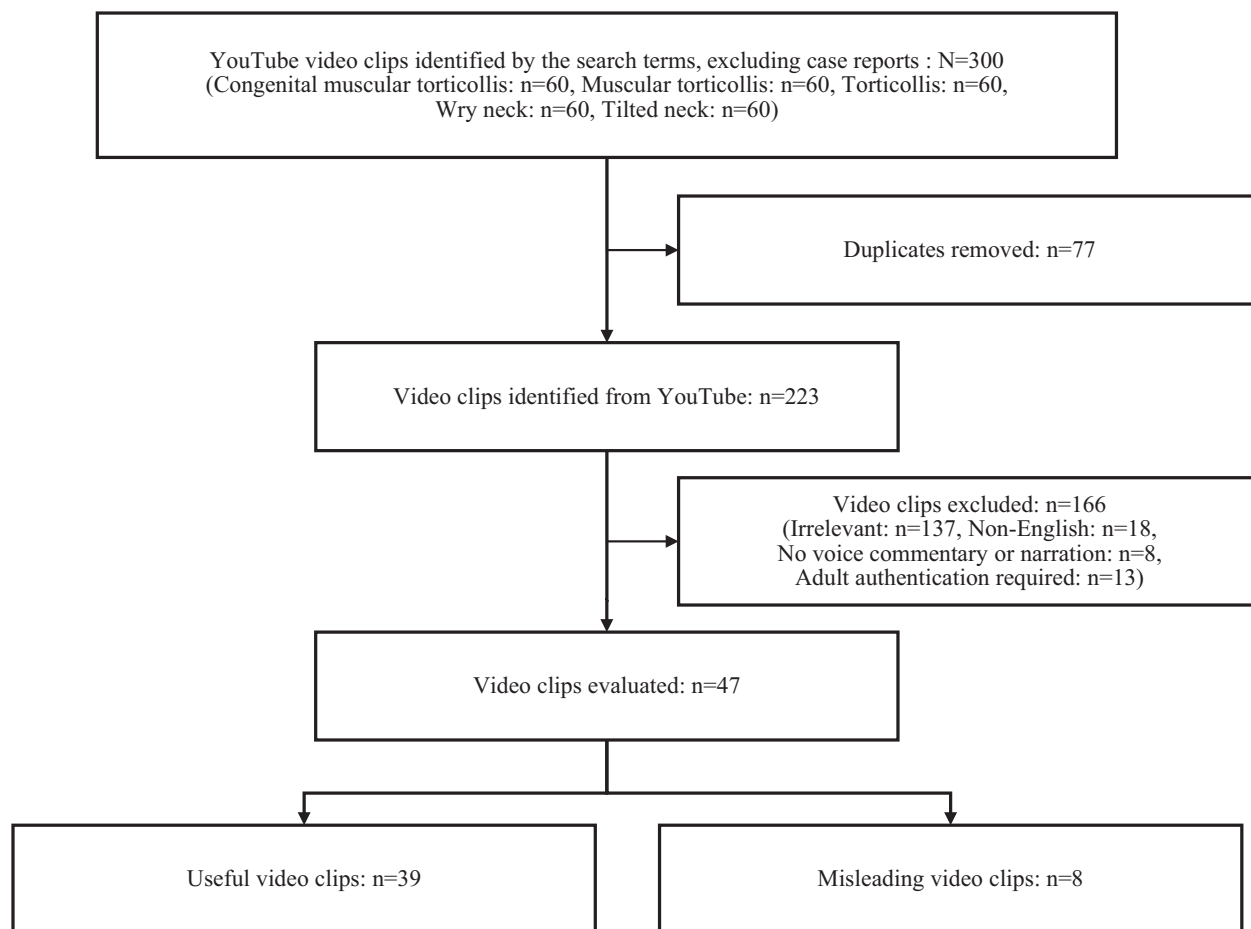 YouTube video clips identified by the search terms, excluding case reports : N=300
(Congenital muscular torticollis: n=60, Muscular torticollis: n=60, Torticollis: n=60,
Wry neck: n=60, Tilted neck: n=60)
Duplicates removed: n=77
Video clips identified from YouTube: n=223
Video clips excluded: n=166
(Irrelevant: n=137, Non-English: n=18,
No voice commentary or narration: n=8,
Adult authentication required: n=13)
Video clips evaluated: n=47
Useful video clips: n=39
Misleading video clips: n=8